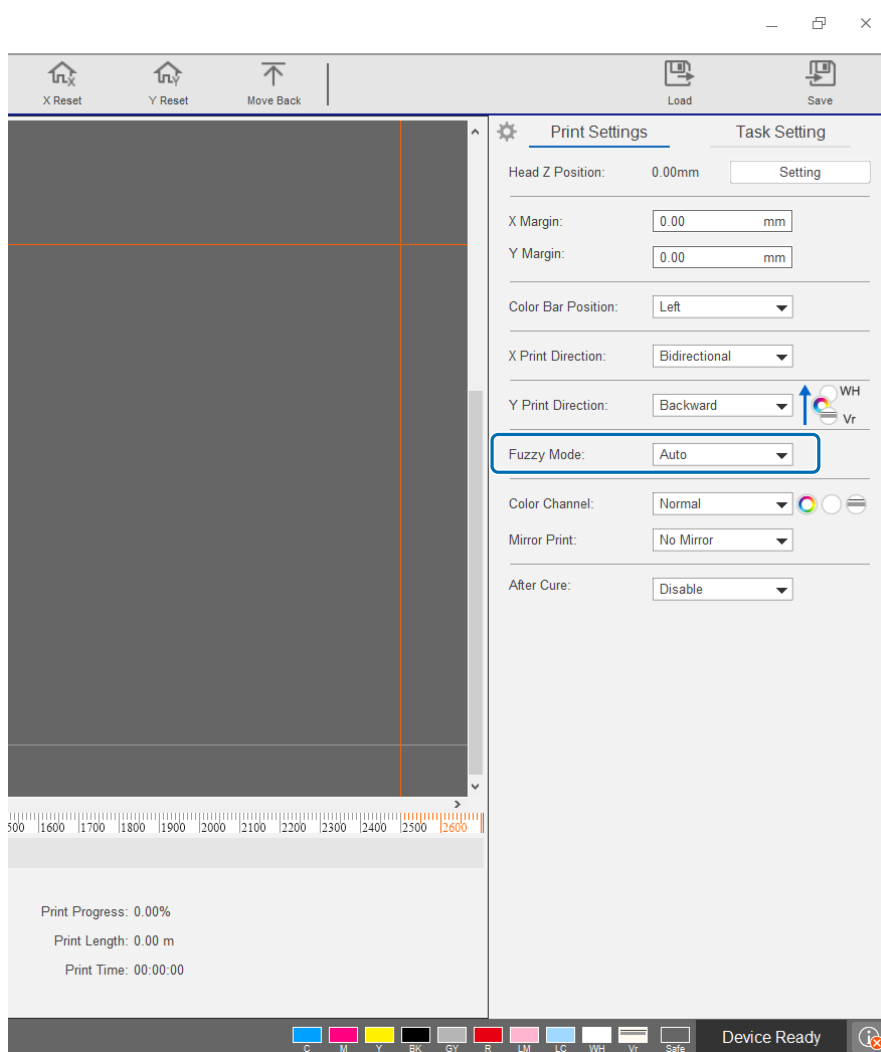 X Reset Y Reset Move Back Load Save
Print Settings Task Setting
Head Z Position: 0.00mm Setting
X Margin: 0.00 mm
Y Margin: 0.00 mm
Color Bar Position: Left
X Print Direction: Bidirectional
WH
Y Print Direction: Backward
Vr
Fuzzy Mode: Auto
Color Channel: Normal
Mirror Print: No Mirror
After Cure: Disable
500 1600 1700 1800 1900 2000 2100 2200 2300 2400 2500 2600
Print Progress: 0.00%
Print Length: 0.00 m
Print Time: 00:00:00
Device Ready
C M Y BK GY R LM LC WH Vr Safe